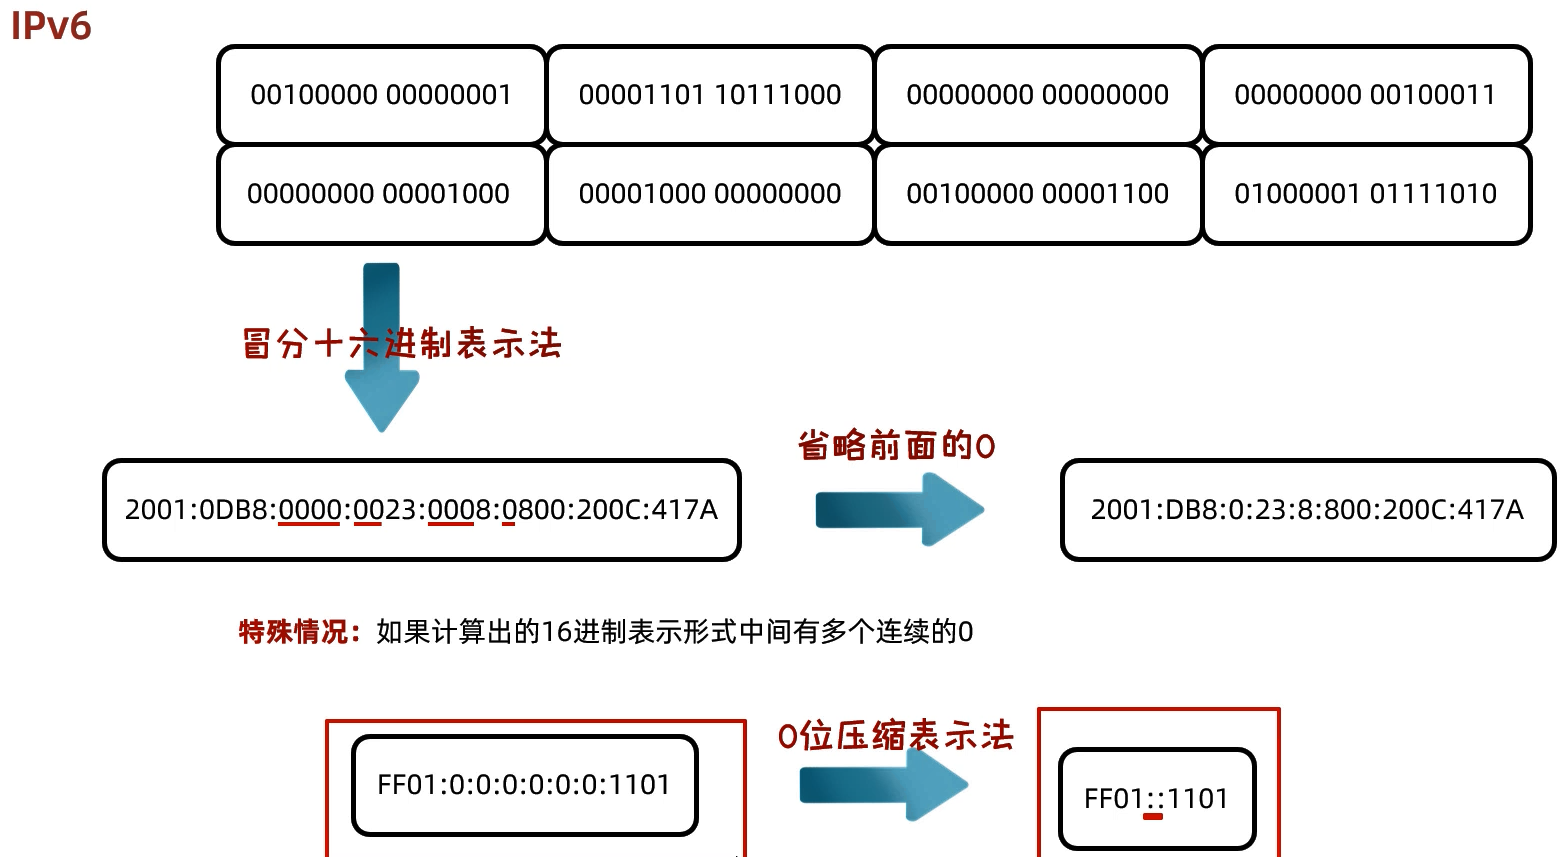 IPv6
00100000 00000001 00001101 10111000 00000000 00000000 00000000 00100011
00000000 00001000 00001000 00000000 00100000 00001100 01000001 01111010
冒分十六进制表示法
省略前面的0
2001:0DB8:0000:0023:0008:0800:200C:417A
2001:DB8:0:23:8:800:200C:417A
特殊情况：如果计算出的16进制表示形式中间有多个连续的0
0位压缩表示法
FF01:0:0:0:0:0:0:1101
FF01::1101